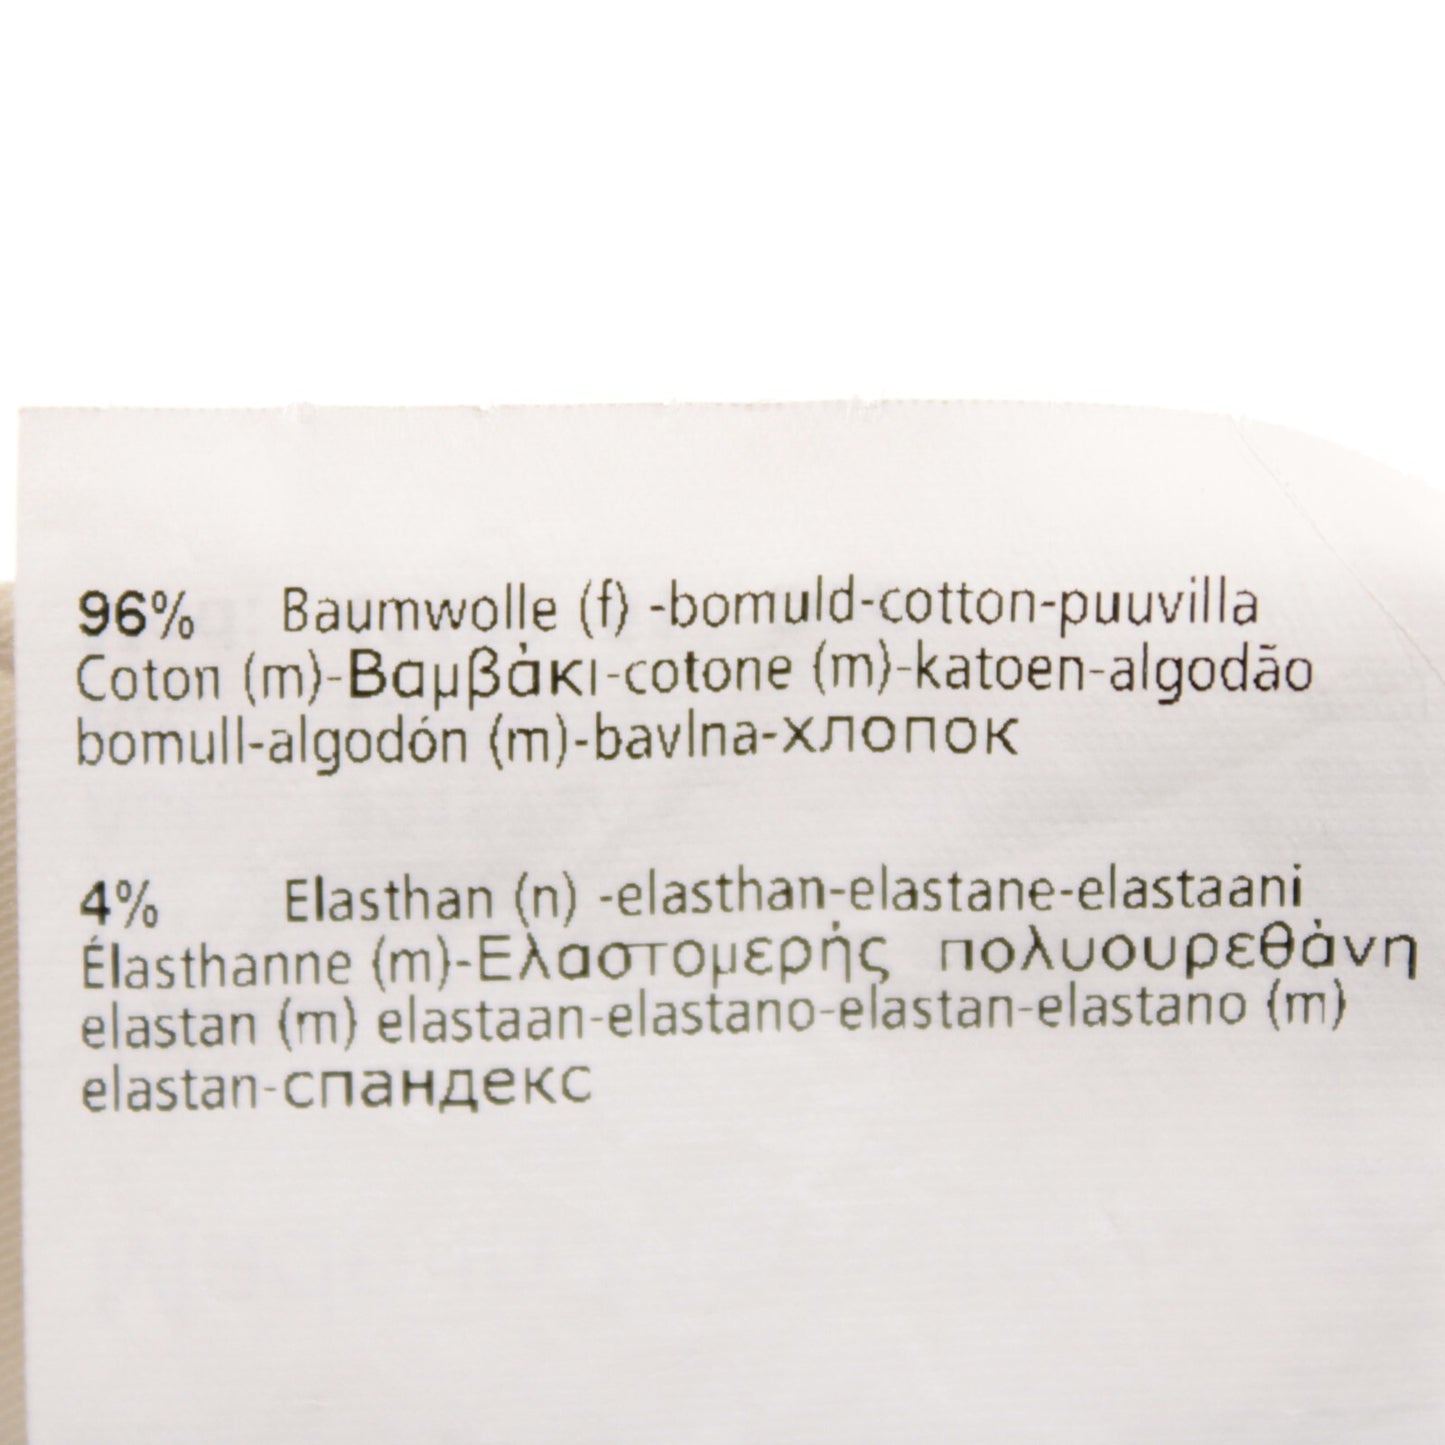 96% Baumwolle (f) -bomuld-cotton-puuvilla
Coton (m)-Βαμβάκι-cotone (m)-katoen-algodão
bomull-algodón (m)-bavlna-хлопок
4% Elasthan (n) -elasthan-elastane-elastaani
Élasthanne (m)-Ελαστομερής πολυουρεθάνη
elastan (m) elastaan-elastano-elastan-elastano (m)
elastan-спандекс